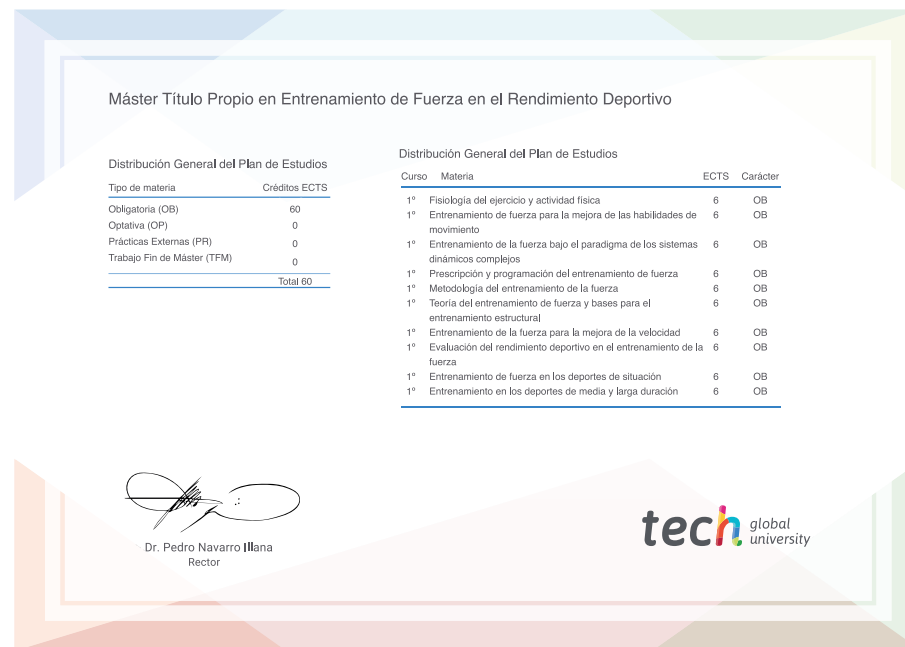 Máster Título Propio en Entrenamiento de Fuerza en el Rendimiento Deportivo
Distribución General del Plan de Estudios
Tipo de materia Créditos ECTS
Obligatoria (OB) 60
Optativa (OP) 0
Prácticas Externas (PR) 0
Trabajo Fin de Máster (TFM) 0
Total 60
Distribución General del Plan de Estudios
Curso Materia ECTS Carácter
1º Fisiología del ejercicio y actividad física 6 OB
1º Entrenamiento de fuerza para la mejora de las habilidades de 6 OB
movimiento
1º Entrenamiento de la fuerza bajo el paradigma de los sistemas 6 OB
dinámicos complejos
1º Prescripción y programación del entrenamiento de fuerza 6 OB
1º Metodología del entrenamiento de la fuerza 6 OB
1º Teoría del entrenamiento de fuerza y bases para el 6 OB
entrenamiento estructural
1º Entrenamiento de la fuerza para la mejora de la velocidad 6 OB
1º Evaluación del rendimiento deportivo en el entrenamiento de la 6 OB
fuerza
1º Entrenamiento de fuerza en los deportes de situación 6 OB
1º Entrenamiento en los deportes de media y larga duración 6 OB
Dr. Pedro Navarro Illana
Rector
tech global
university